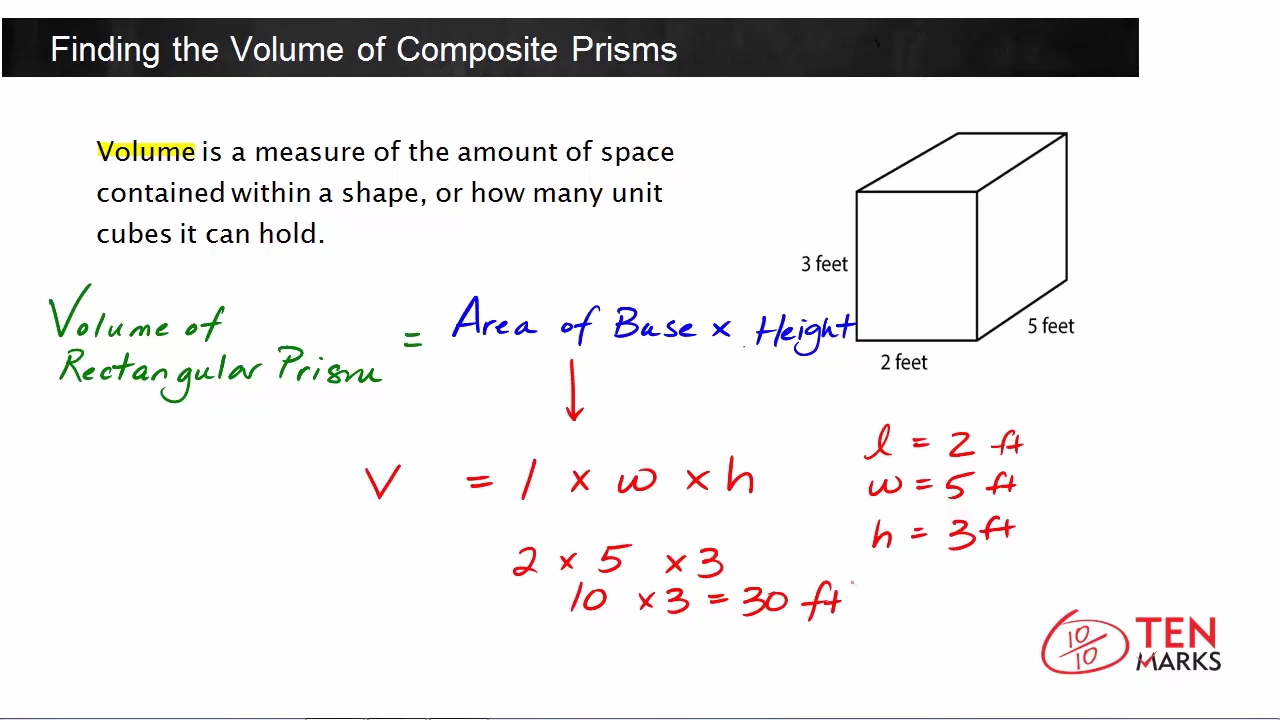 Finding the Volume of Composite Prisms
Volume is a measure of the amount of space
contained within a shape, or how many unit
cubes it can hold.
3 feet
5 feet
2 feet
Volume of
Rectangular Prism
= Area of Base x Height
V = l x w x h
2 x 5 x 3
10 x 3 = 30 ft
l = 2 ft
w = 5 ft
h = 3 ft
10/10
TEN
MARKS